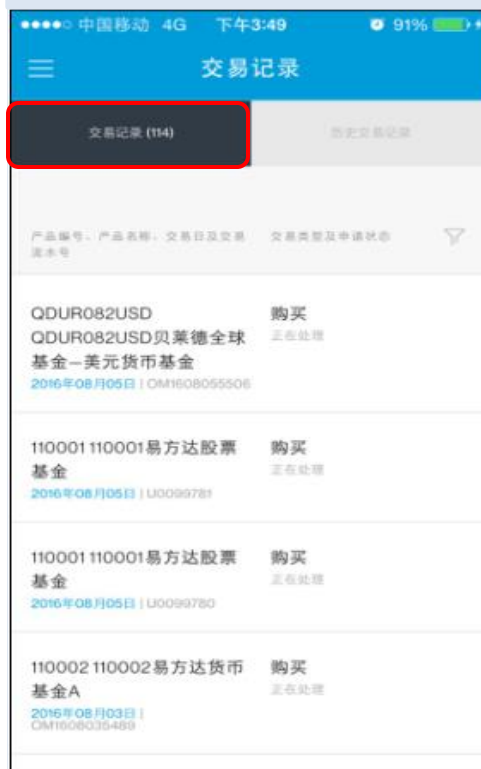 中国移动 4G 下午3:49 91%
交易记录
交易记录 (114) 历史交易记录
产品编号、产品名称、交易日及交易 交易类型及申请状态
流水号
QDUR082USD 购买
QDUR082USD贝莱德全球 正在处理
基金–美元货币基金
2016年08月05日 | OM1608055506
110001 110001易方达股票 购买
基金 正在处理
2016年08月05日 | U0099781
110001 110001易方达股票 购买
基金 正在处理
2016年08月05日 | U0099780
110002 110002易方达货币 购买
基金A 正在处理
2016年08月03日 |
OM1608035489